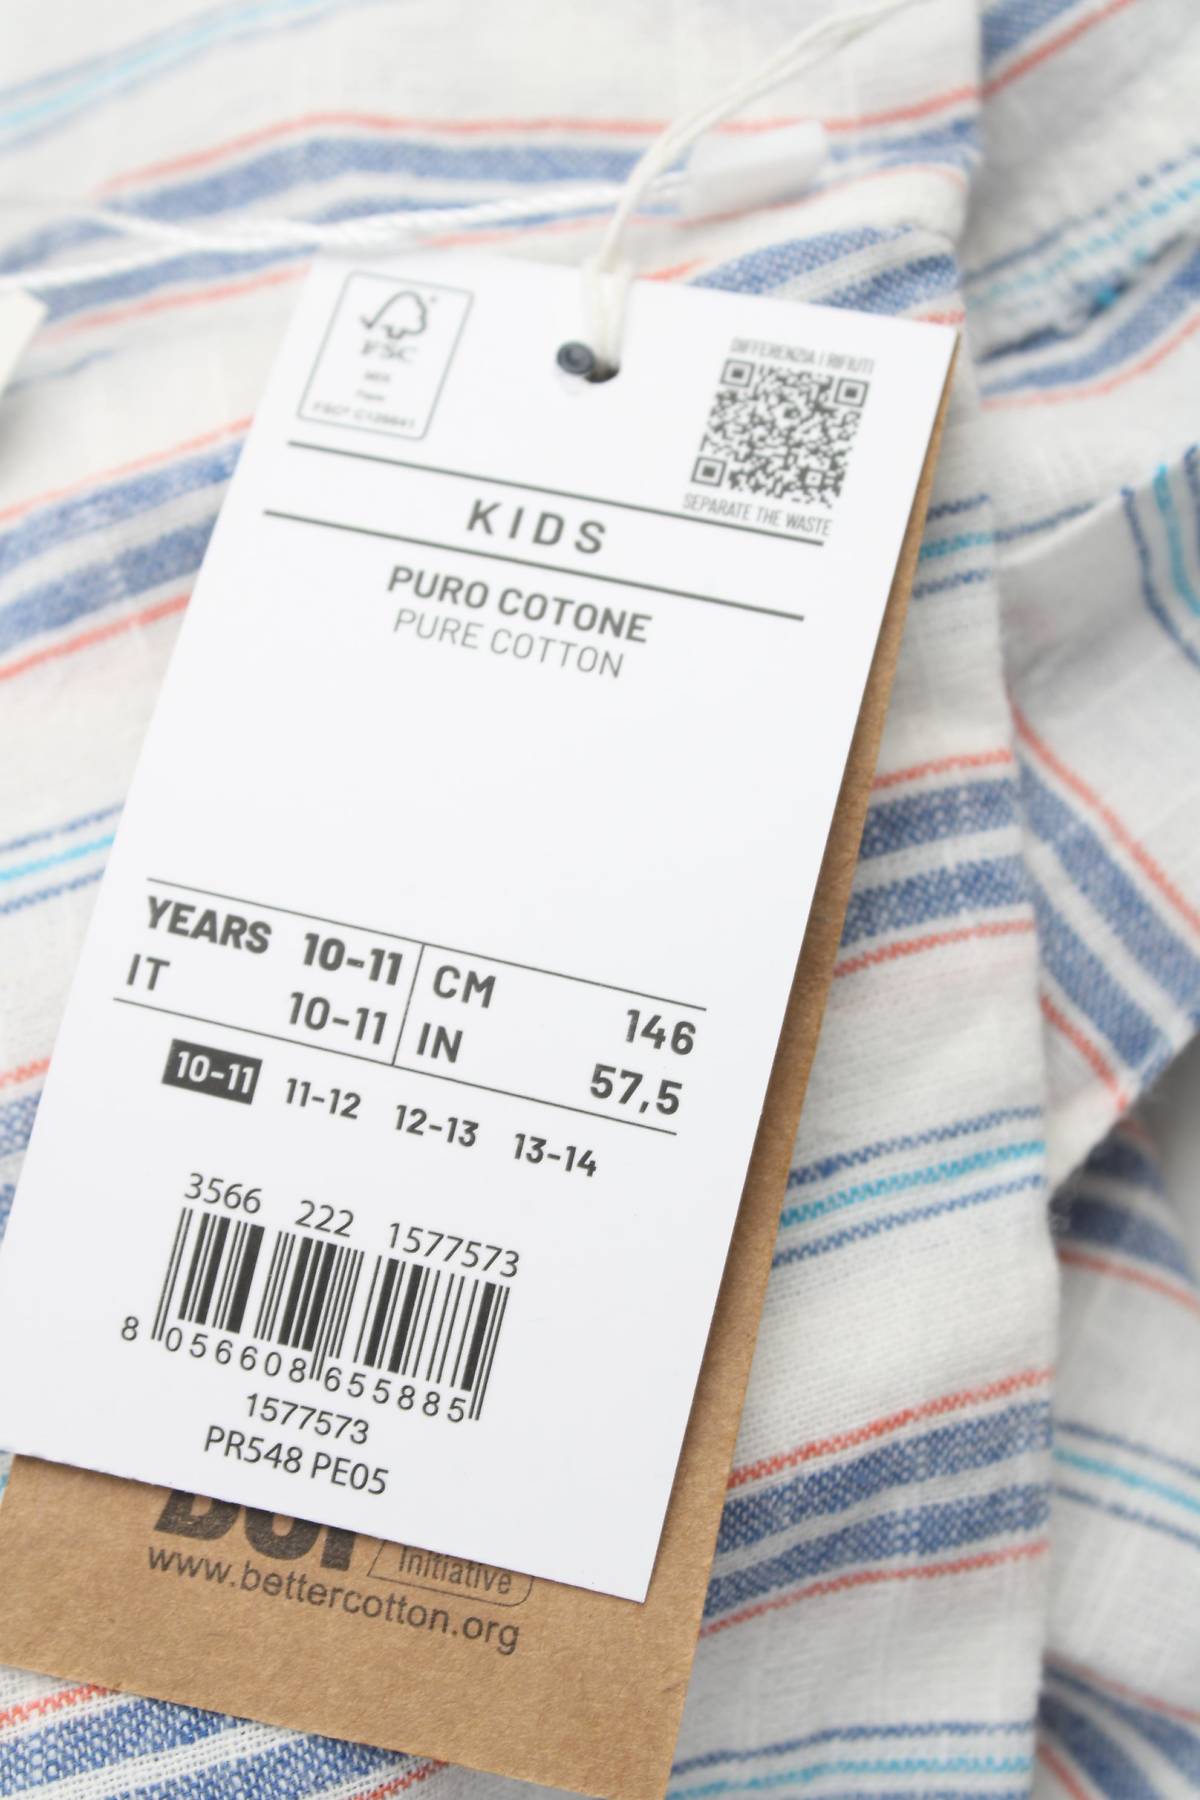 FSC
MIX
Paper
DIFFERENZIA I RIFIUTI
SEPARATE THE WASTE
KIDS
PURO COTONE
PURE COTTON
YEARS 10-11 CM 146
IT 10-11 IN 57,5
10-11 11-12 12-13 13-14
3566 222 1577573
8 056608 655885
1577573
PR548 PE05
Initiative
www.bettercotton.org